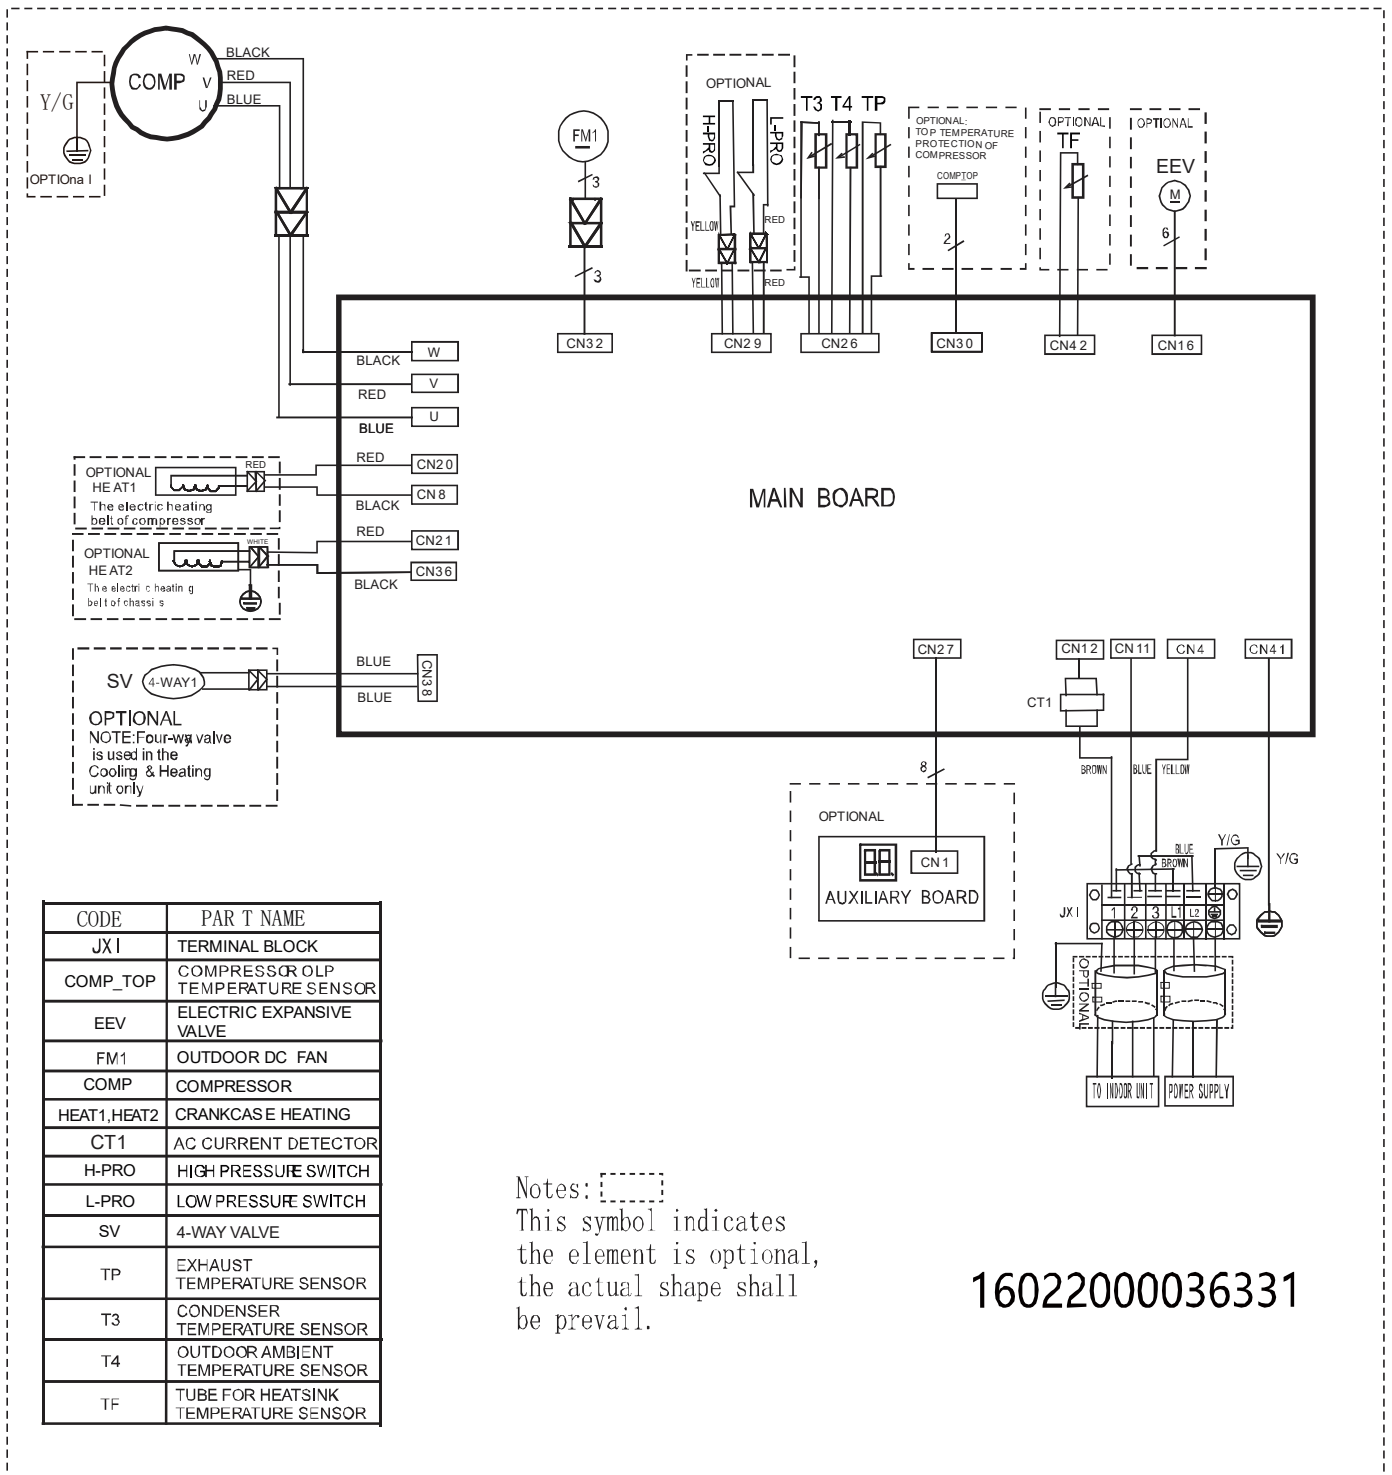 BLACK
RED
BLUE
W
V
U
COMP
Y/G
OPTIOna l
FM1
3
3
OPTIONAL
H-PRO
L-PRO
YELLOW
RED
YELLOW
RED
T3 T4 TP
OPTIONAL:
TOP TEMPERATURE
PROTECTION OF
COMPRESSOR
COMPTOP
2
OPTIONAL
TF
OPTIONAL
EEV
M
6
CN32
CN29
CN26
CN30
CN42
CN16
BLACK
W
RED
V
BLUE
U
OPTIONAL
HEAT1
RED
The electric heating
belt of compressor
RED
CN20
BLACK
CN8
OPTIONAL
HEAT2
WHITE
The electric heating
belt of chassis
RED
CN21
BLACK
CN36
MAIN BOARD
SV
4-WAY1
OPTIONAL
NOTE:Four-way valve
is used in the
Cooling & Heating
unit only
BLUE
BLUE
CN38
CN27
CN12
CN11
CN4
CN41
CT1
8
BROWN
BLUE
YELLOW
OPTIONAL
CN1
AUXILIARY BOARD
BLUE
BROWN
Y/G
Y/G
JX1
1 2 3 L1 L2
OPTIONAL
TO INDOOR UNIT
POWER SUPPLY
CODE PART NAME
JX1 TERMINAL BLOCK
COMP_TOP COMPRESSOR OLP
TEMPERATURE SENSOR
EEV ELECTRIC EXPANSIVE
VALVE
FM1 OUTDOOR DC FAN
COMP COMPRESSOR
HEAT1,HEAT2 CRANKCASE HEATING
CT1 AC CURRENT DETECTOR
H-PRO HIGH PRESSURE SWITCH
L-PRO LOW PRESSURE SWITCH
SV 4-WAY VALVE
TP EXHAUST
TEMPERATURE SENSOR
T3 CONDENSER
TEMPERATURE SENSOR
T4 OUTDOOR AMBIENT
TEMPERATURE SENSOR
TF TUBE FOR HEATSINK
TEMPERATURE SENSOR
Notes:
This symbol indicates
the element is optional,
the actual shape shall
be prevail.
16022000036331